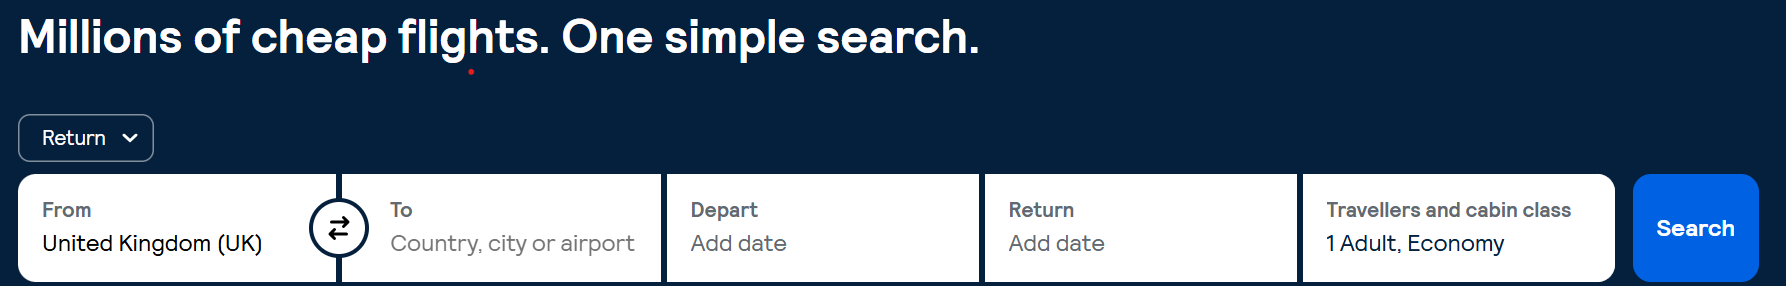 Millions of cheap flights. One simple search.
Return
From
United Kingdom (UK)
To
Country, city or airport
Depart
Add date
Return
Add date
Travellers and cabin class
1 Adult, Economy
Search